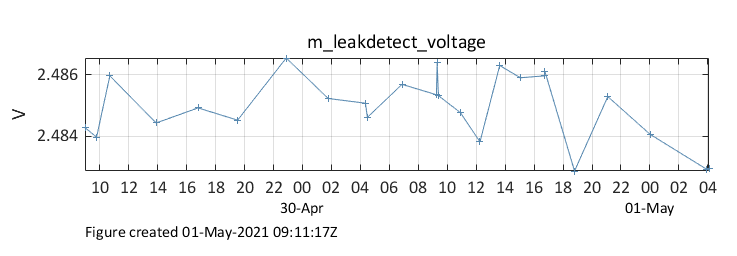 m_leakdetect_voltage
2.486
2.484
V
10 12 14 16 18 20 22 00 02 04 06 08 10 12 14 16 18 20 22 00 02 04
30-Apr 01-May
Figure created 01-May-2021 09:11:17Z